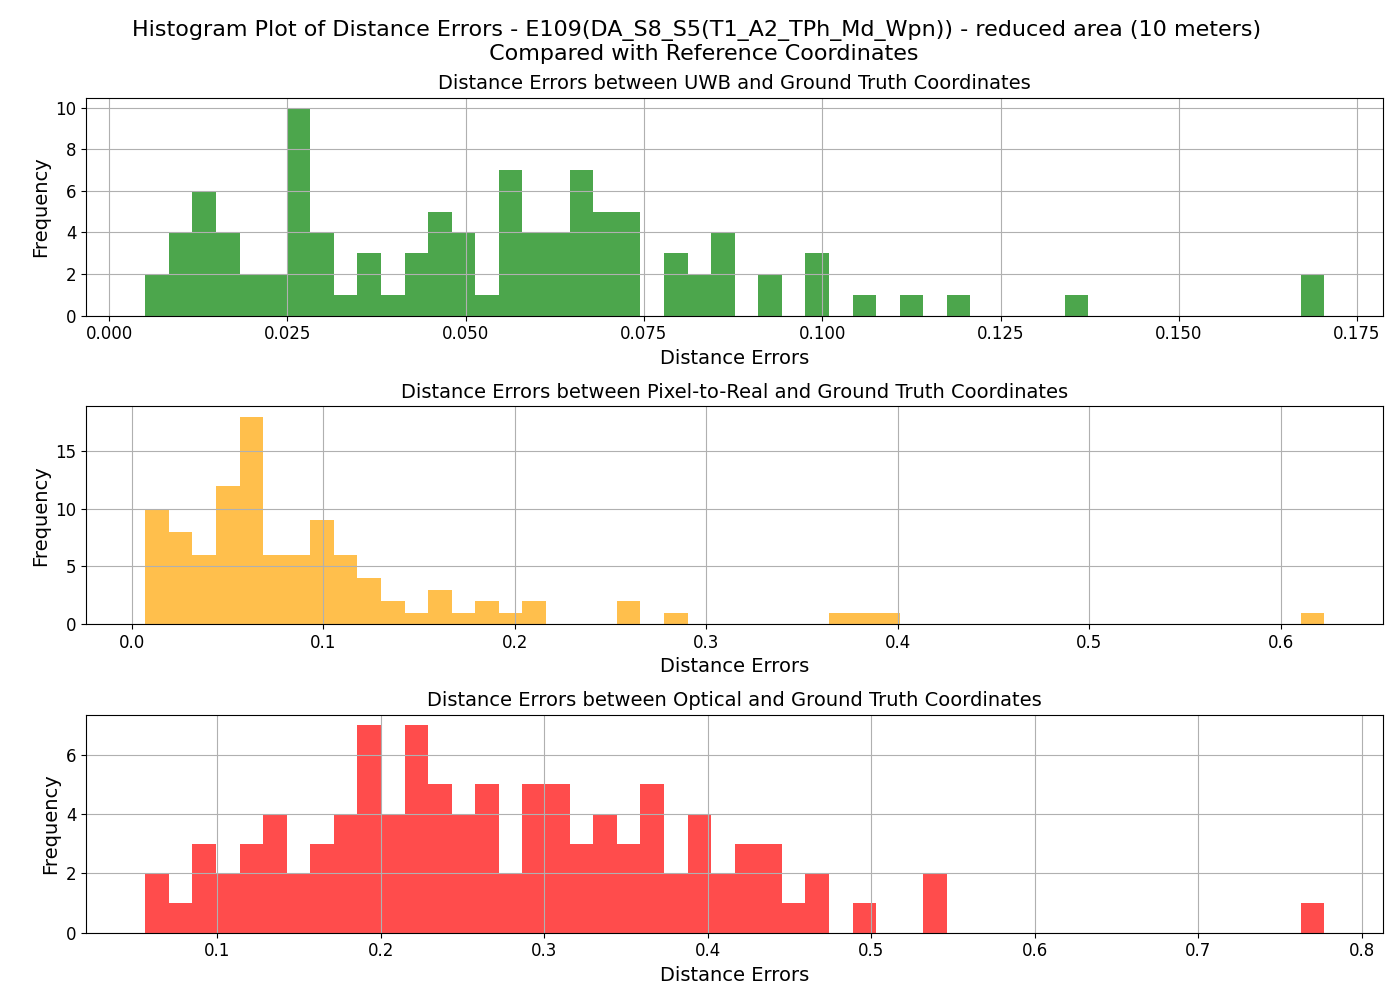 Histogram Plot of Distance Errors - E109(DA_S8_S5(T1_A2_TPh_Md_Wpn)) - reduced area (10 meters)
Compared with Reference Coordinates
Distance Errors between UWB and Ground Truth Coordinates
Frequency
10
8
6
4
2
0
0.000 0.025 0.050 0.075 0.100 0.125 0.150 0.175
Distance Errors
Distance Errors between Pixel-to-Real and Ground Truth Coordinates
Frequency
15
10
5
0
0.0 0.1 0.2 0.3 0.4 0.5 0.6
Distance Errors
Distance Errors between Optical and Ground Truth Coordinates
Frequency
6
4
2
0
0.1 0.2 0.3 0.4 0.5 0.6 0.7 0.8
Distance Errors